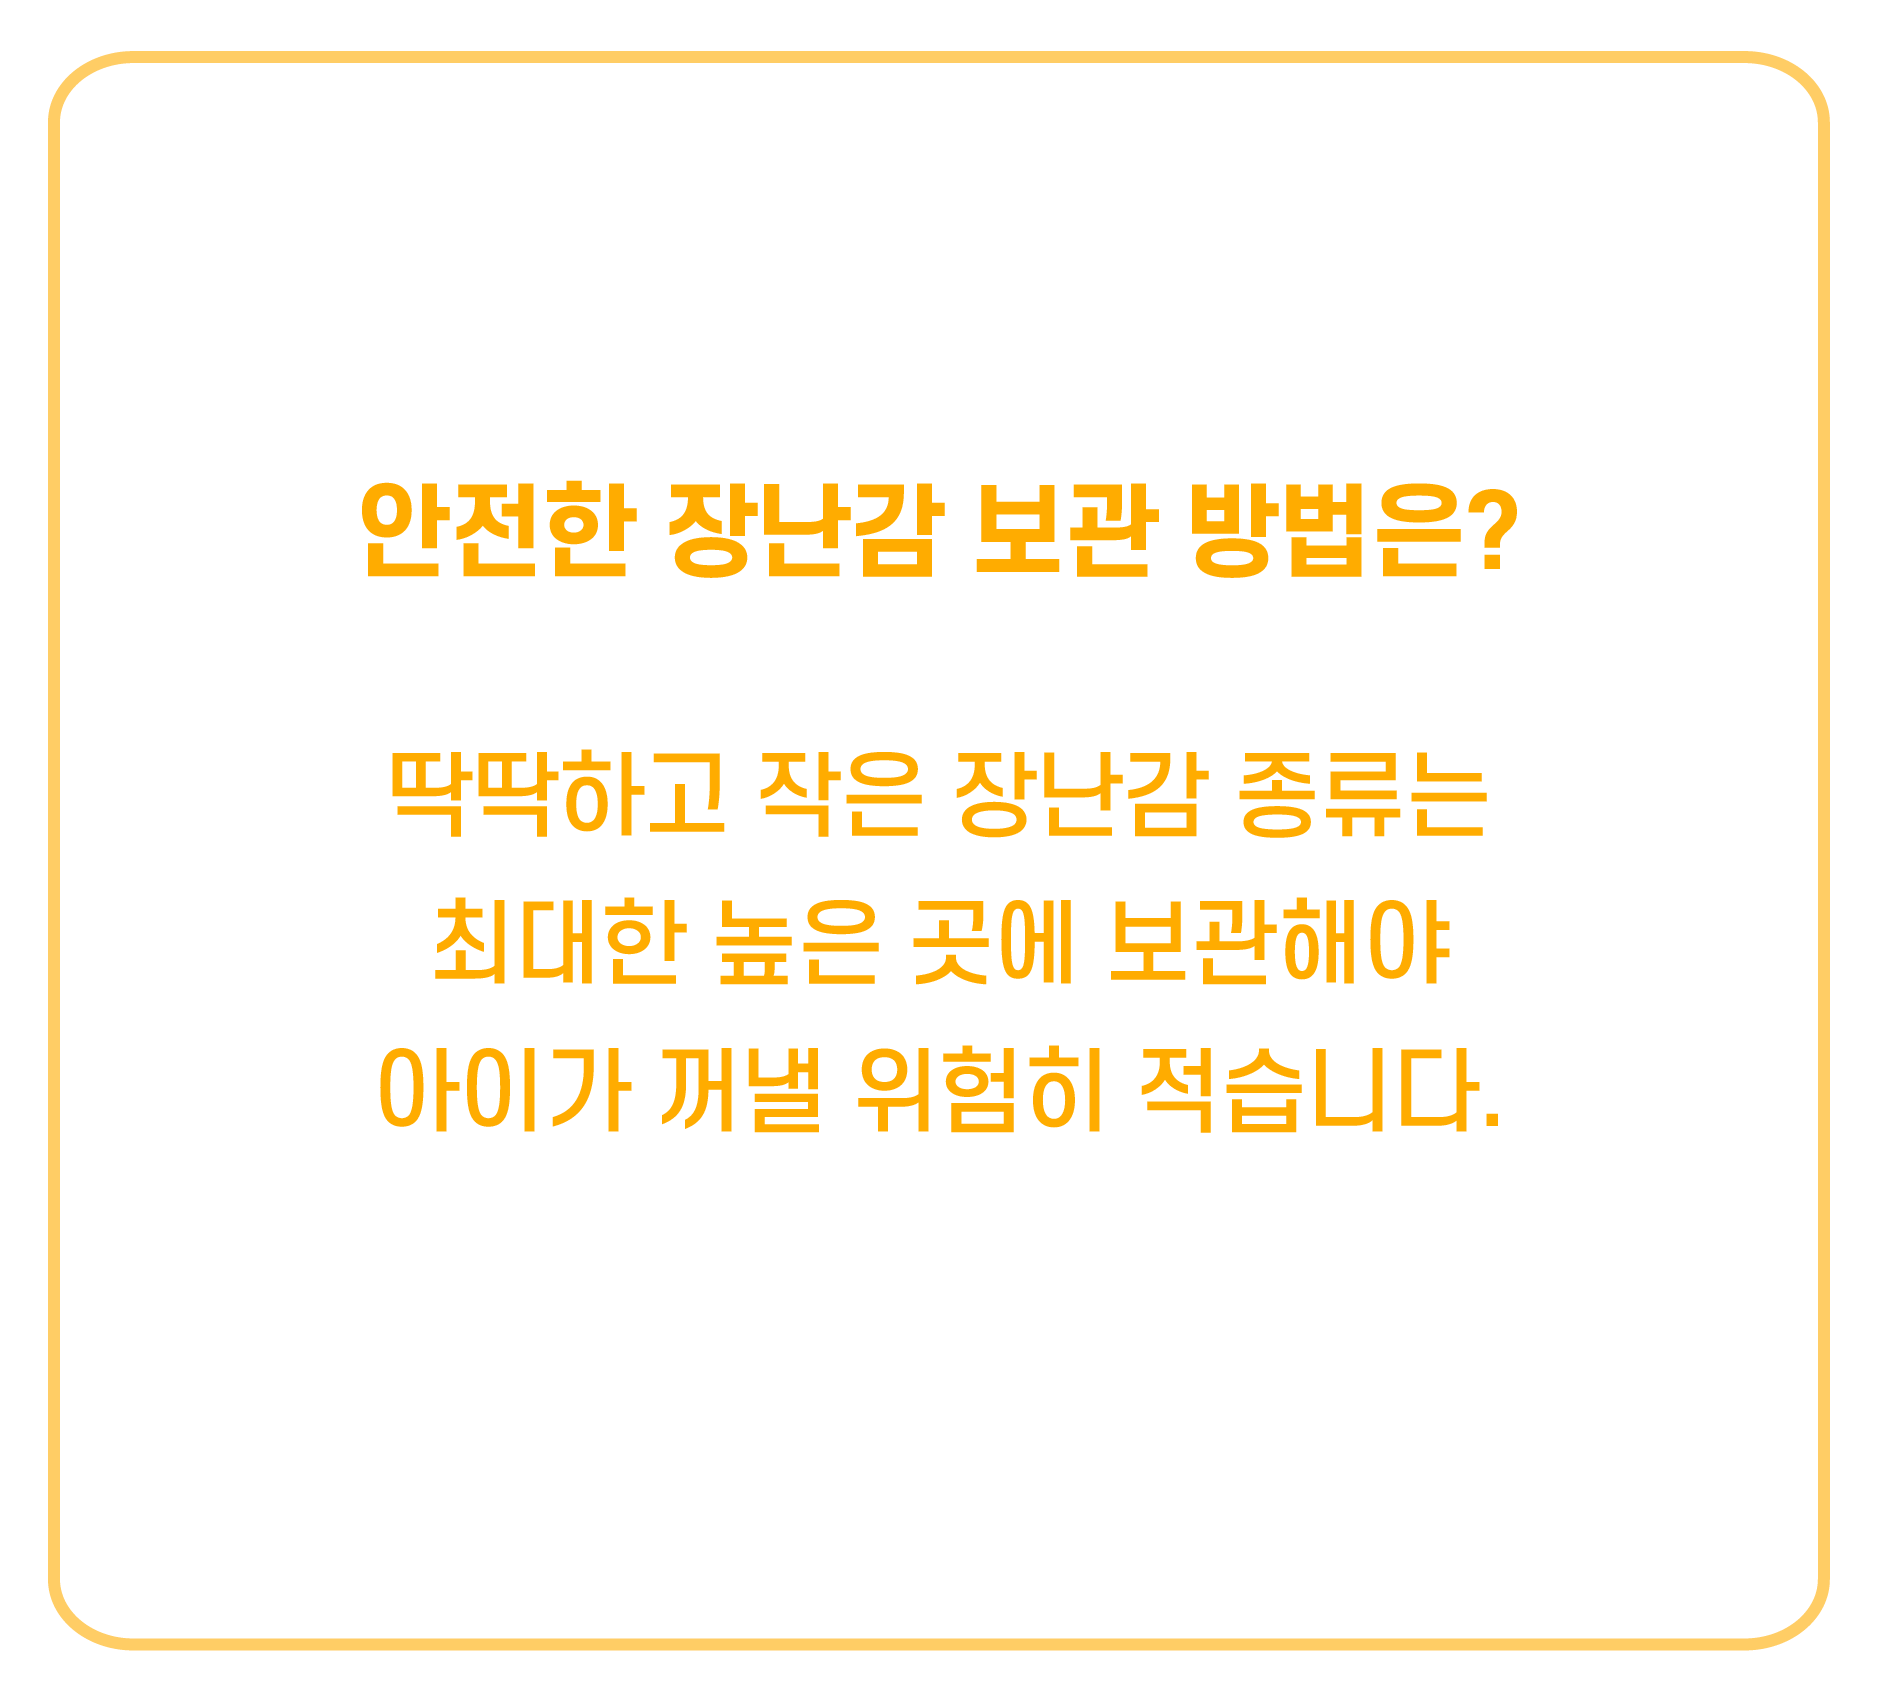 안전한 장난감 보관 방법은?
딱딱하고 작은 장난감 종류는
최대한 높은 곳에 보관해야
아이가 꺼낼 위험히 적습니다.